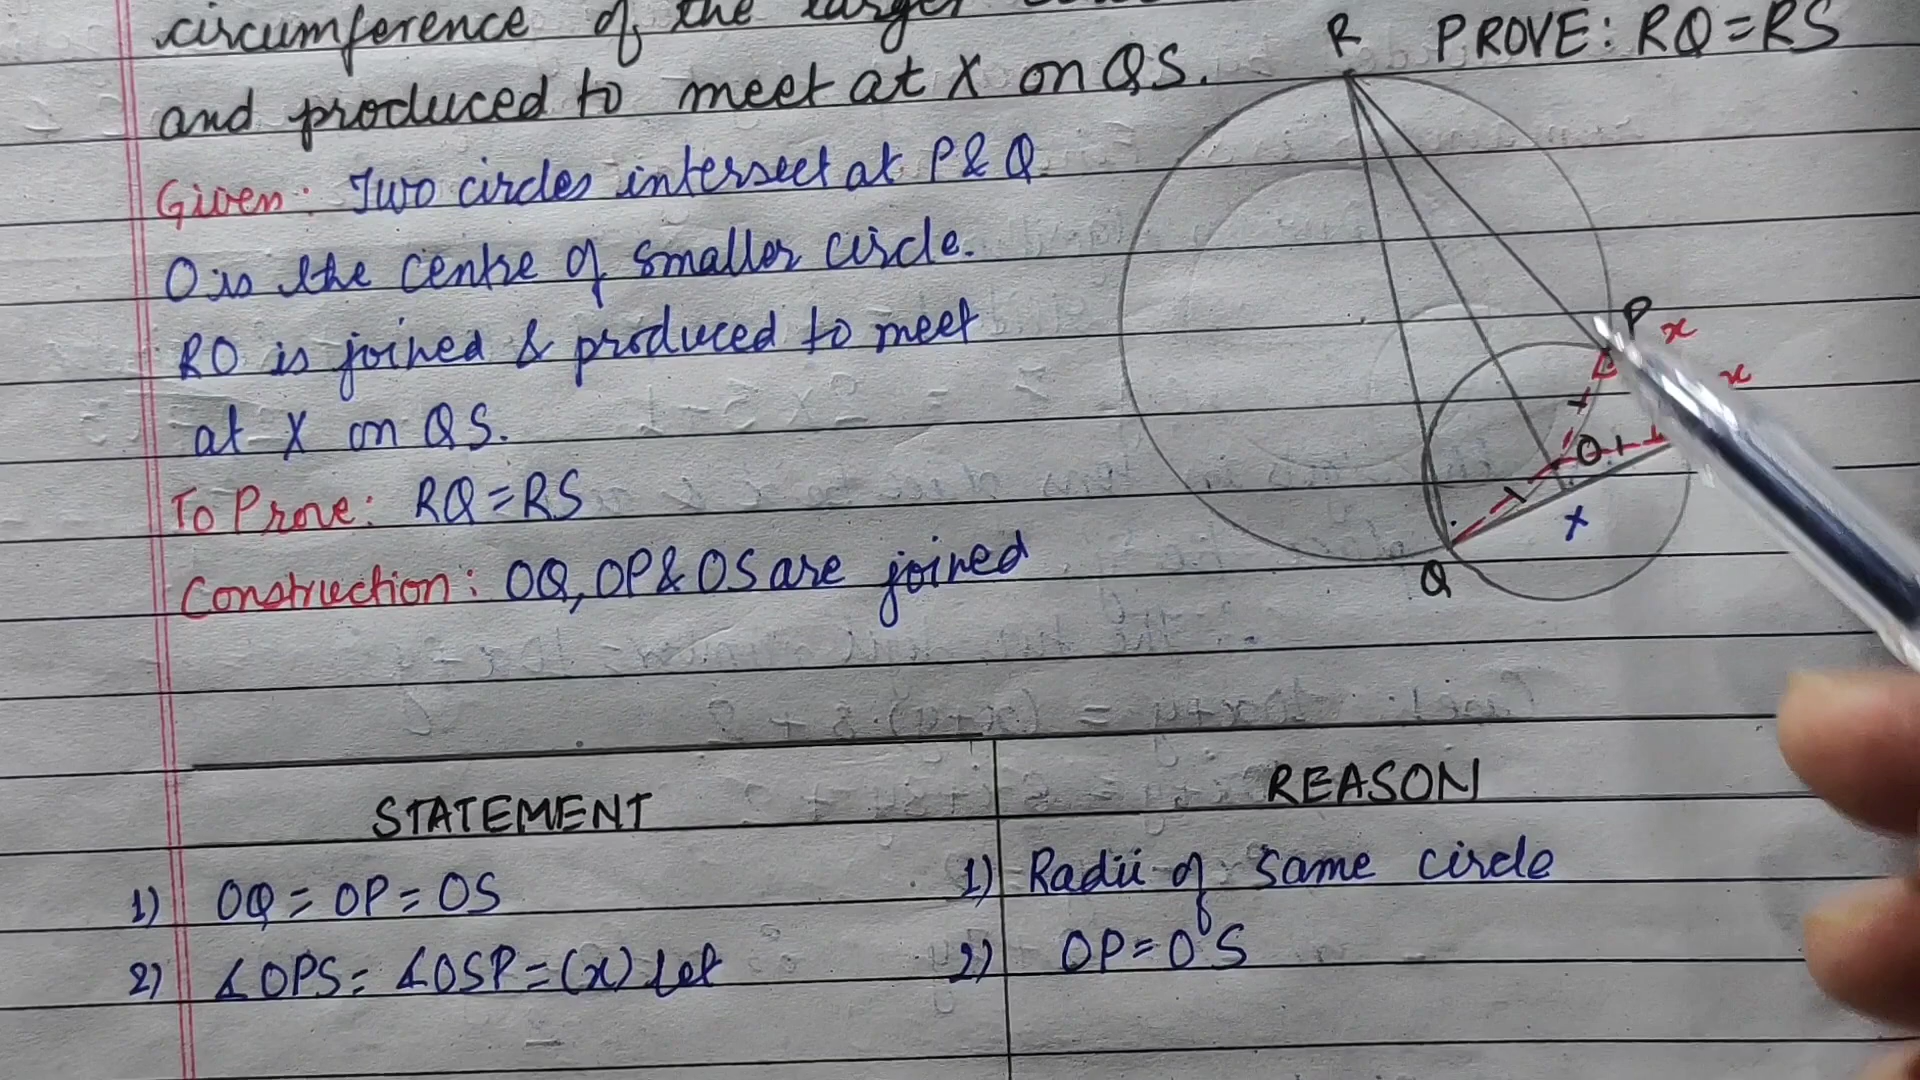 circumference of the larger
and produced to meet at X on QS.
R PROVE: RQ=RS
Given: Two circles intersect at P & Q
O is the centre of smaller circle.
RO is joined & produced to meet
at X on QS.
To Prove: RQ=RS
Construction: OQ, OP & OS are joined
P x
x
O
X
Q
STATEMENT REASON
1) OQ = OP = OS 1) Radii of same circle
2) ∡OPS = ∡OSP = (x) Let 2) OP = OS